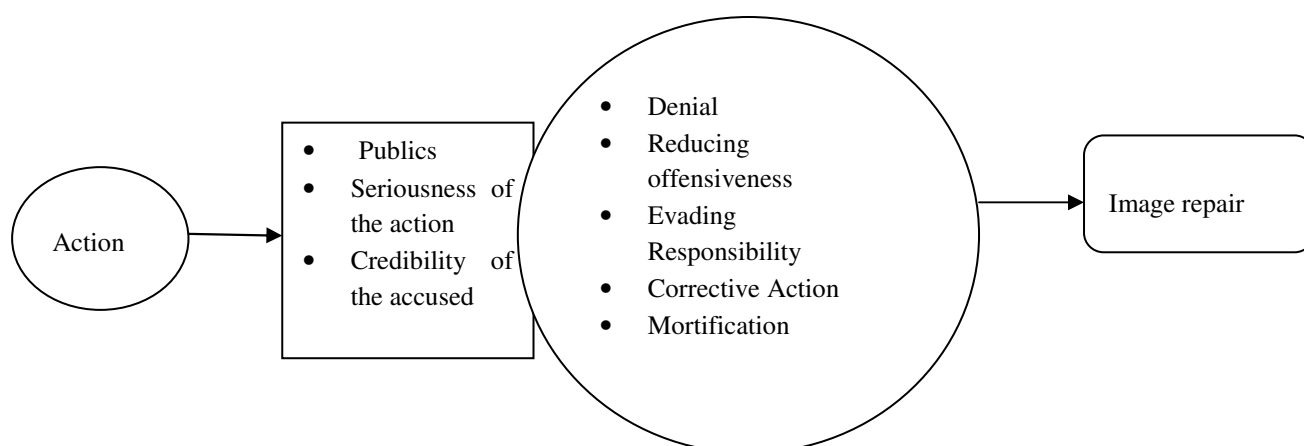 Action
• Publics
• Seriousness of
the action
• Credibility of
the accused
• Denial
• Reducing
offensiveness
• Evading
Responsibility
• Corrective Action
• Mortification
Image repair